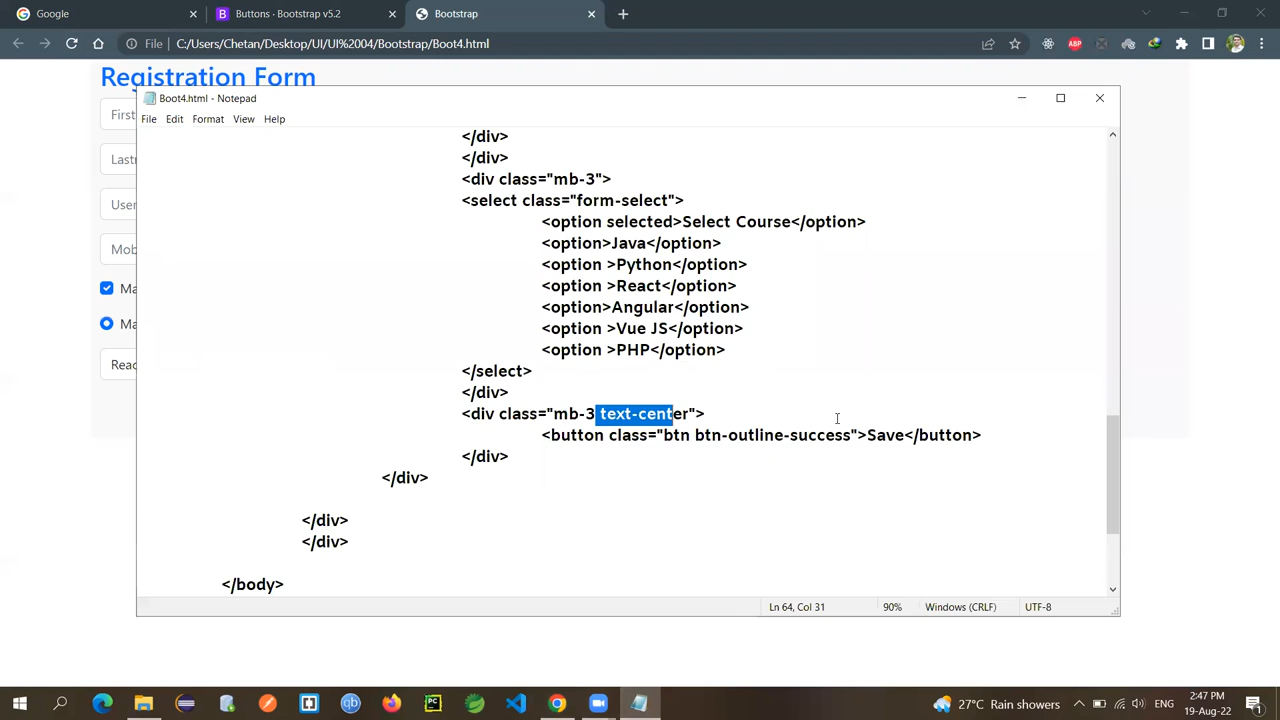 Google
Buttons · Bootstrap v5.2
Bootstrap
File
C:/Users/Chetan/Desktop/UI/UI%2004/Bootstrap/Boot4.html
ABP
Registration Form
Boot4.html - Notepad
File Edit Format View Help
First
Lastn
User
Mob
Ma
Ma
Reac
</div>
</div>
<div class="mb-3">
<select class="form-select">
<option selected>Select Course</option>
<option>Java</option>
<option >Python</option>
<option >React</option>
<option>Angular</option>
<option >Vue JS</option>
<option >PHP</option>
</select>
</div>
<div class="mb-3 text-center">
<button class="btn btn-outline-success">Save</button>
</div>
</div>
</div>
</div>
</body>
Ln 64, Col 31
90%
Windows (CRLF)
UTF-8
27°C Rain showers
ENG
2:47 PM
19-Aug-22